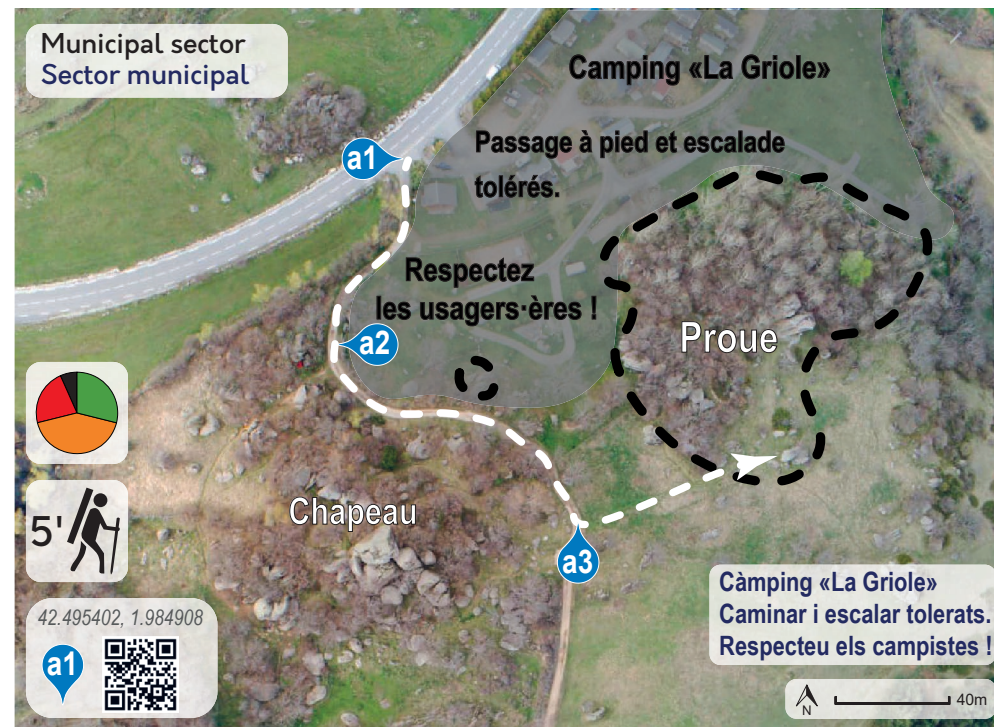 Municipal sector
Sector municipal
Camping «La Griole»
Passage à pied et escalade
tolérés.
a1
Respectez
les usagers·ères !
a2
Proue
5'
Chapeau
a3
42.495402, 1.984908
a1
Càmping «La Griole»
Caminar i escalar tolerats.
Respecteu els campistes !
N
40m